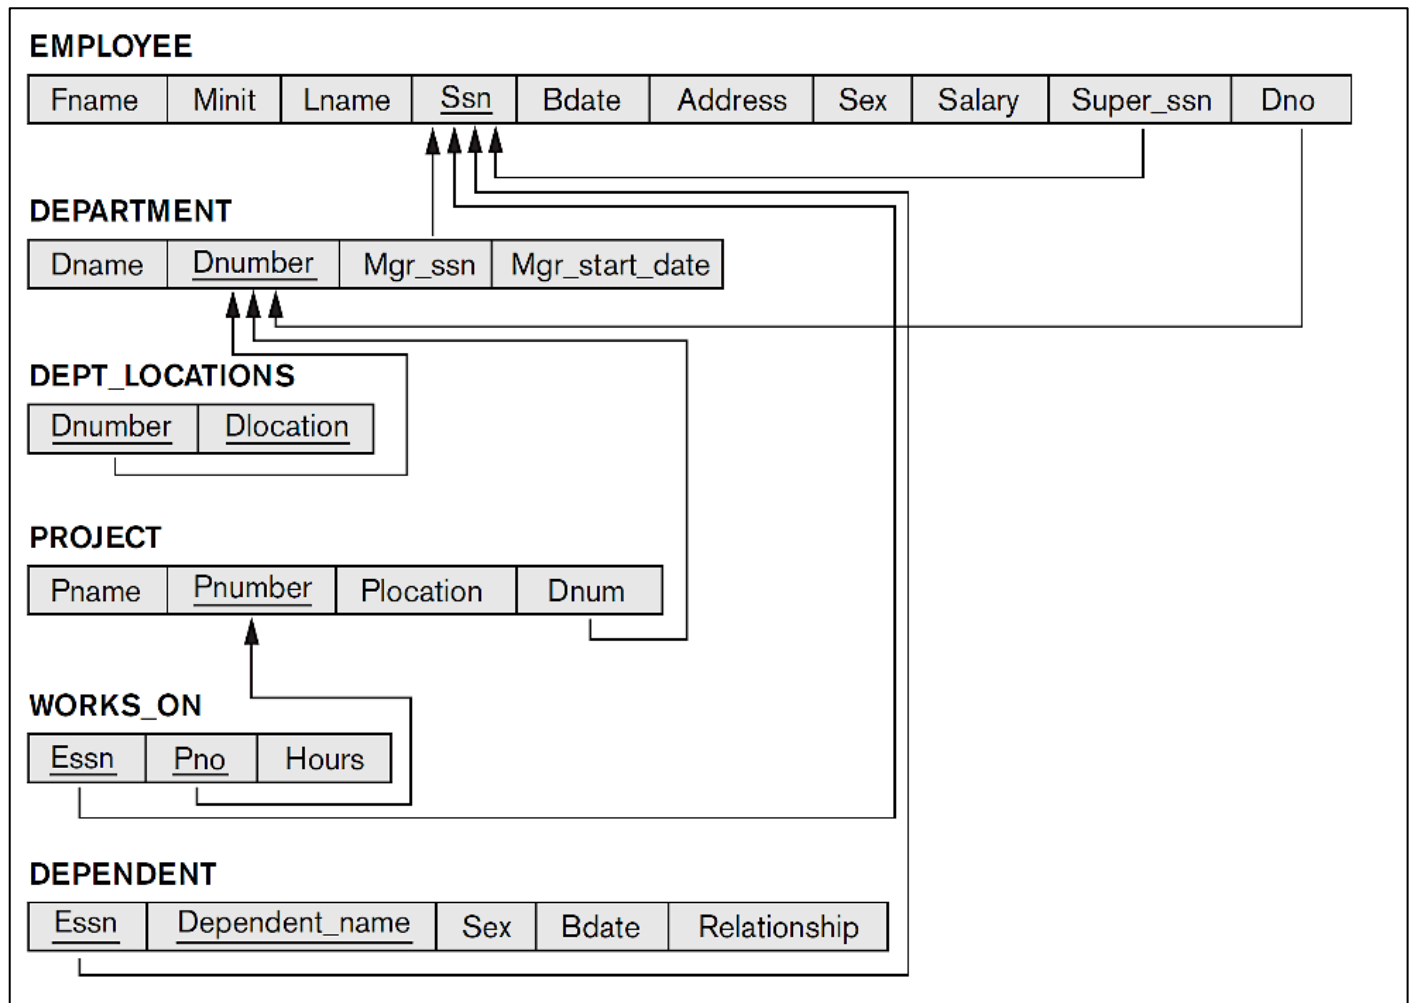 EMPLOYEE
Fname Minit Lname Ssn Bdate Address Sex Salary Super_ssn Dno
DEPARTMENT
Dname Dnumber Mgr_ssn Mgr_start_date
DEPT_LOCATIONS
Dnumber Dlocation
PROJECT
Pname Pnumber Plocation Dnum
WORKS_ON
Essn Pno Hours
DEPENDENT
Essn Dependent_name Sex Bdate Relationship